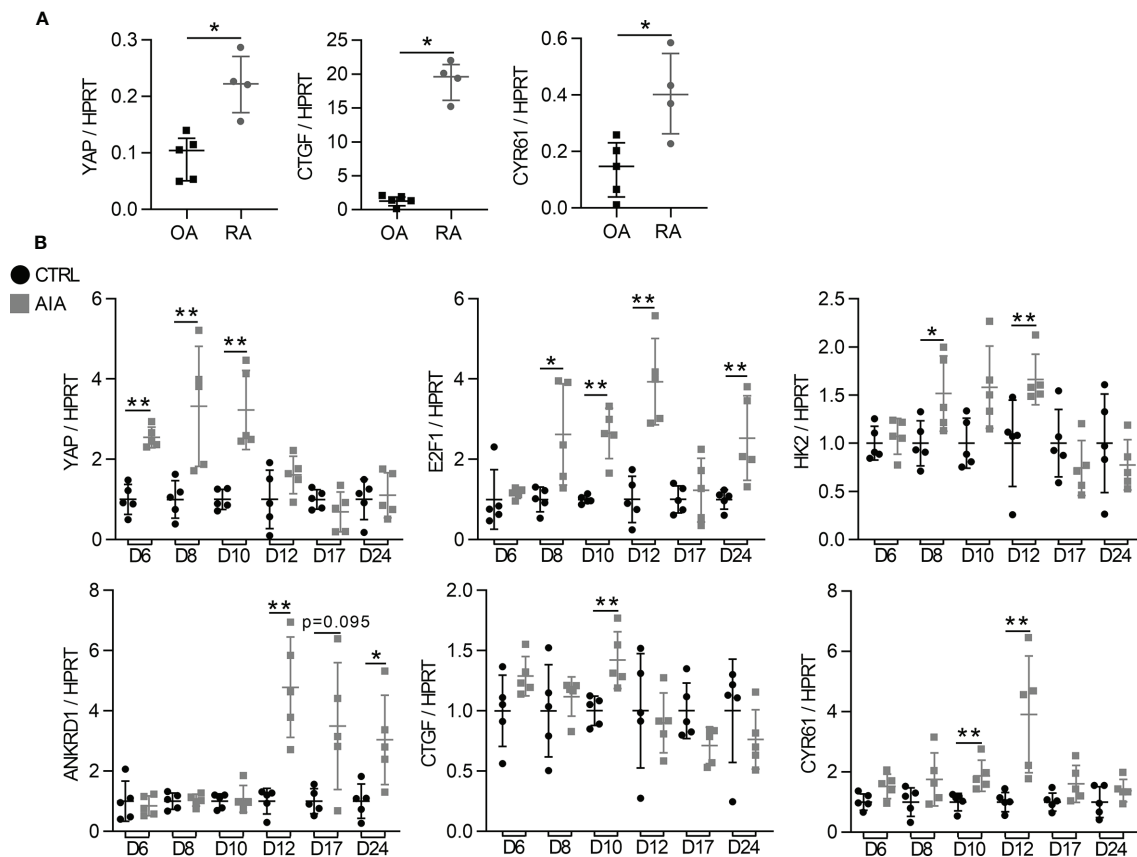 A
YAP / HPRT
0.3
0.2
0.1
0.0
*
OA RA
CTGF / HPRT
25
20
15
10
5
0
*
OA RA
CYR61 / HPRT
0.6
0.4
0.2
0.0
*
OA RA
B
CTRL
AIA
YAP / HPRT
6
4
2
0
** ** **
D6 D8 D10 D12 D17 D24
E2F1 / HPRT
6
4
2
0
* ** ** **
D6 D8 D10 D12 D17 D24
HK2 / HPRT
2.5
2.0
1.5
1.0
0.5
0.0
* **
D6 D8 D10 D12 D17 D24
ANKRD1 / HPRT
8
6
4
2
0
** p=0.095 *
D6 D8 D10 D12 D17 D24
CTGF / HPRT
2.0
1.5
1.0
0.5
0.0
**
D6 D8 D10 D12 D17 D24
CYR61 / HPRT
8
6
4
2
0
** **
D6 D8 D10 D12 D17 D24